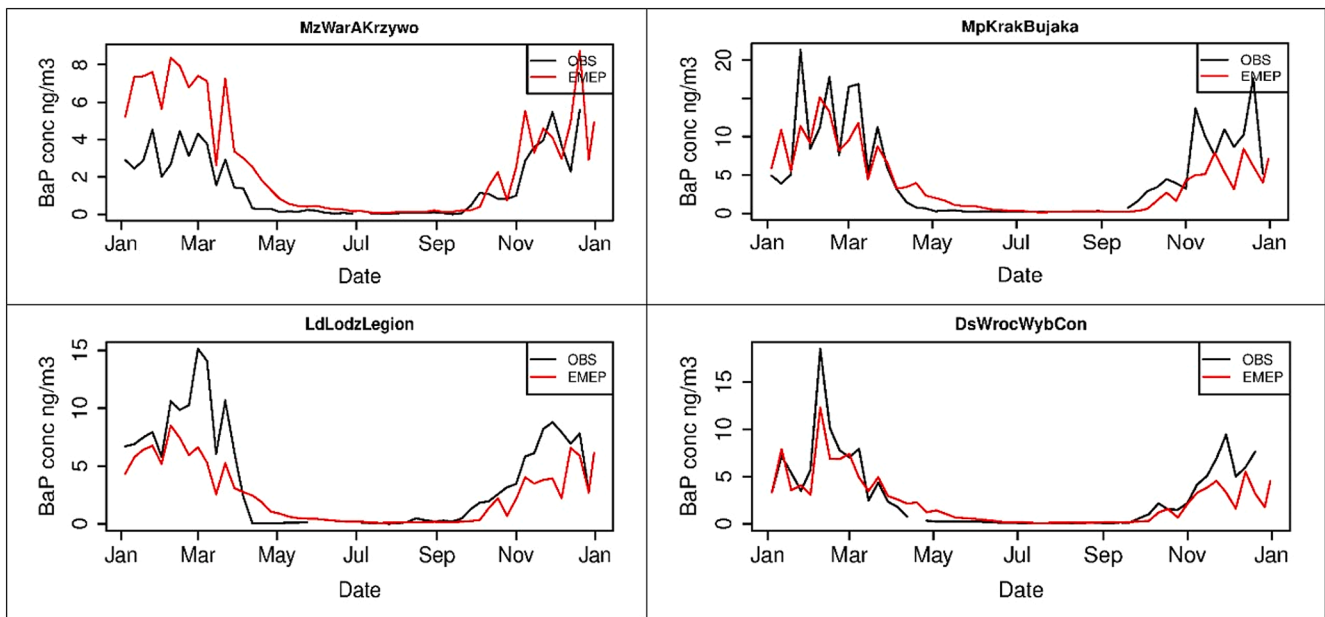 MzWarAKrzywo
BaP conc ng/m3
8
6
4
2
0
OBS
EMEP
Jan Mar May Jul Sep Nov Jan
Date
MpKrakBujaka
BaP conc ng/m3
20
10
5
0
OBS
EMEP
Jan Mar May Jul Sep Nov Jan
Date
LdLodzLegion
BaP conc ng/m3
15
10
5
0
OBS
EMEP
Jan Mar May Jul Sep Nov Jan
Date
DsWrocWybCon
BaP conc ng/m3
15
10
5
0
OBS
EMEP
Jan Mar May Jul Sep Nov Jan
Date